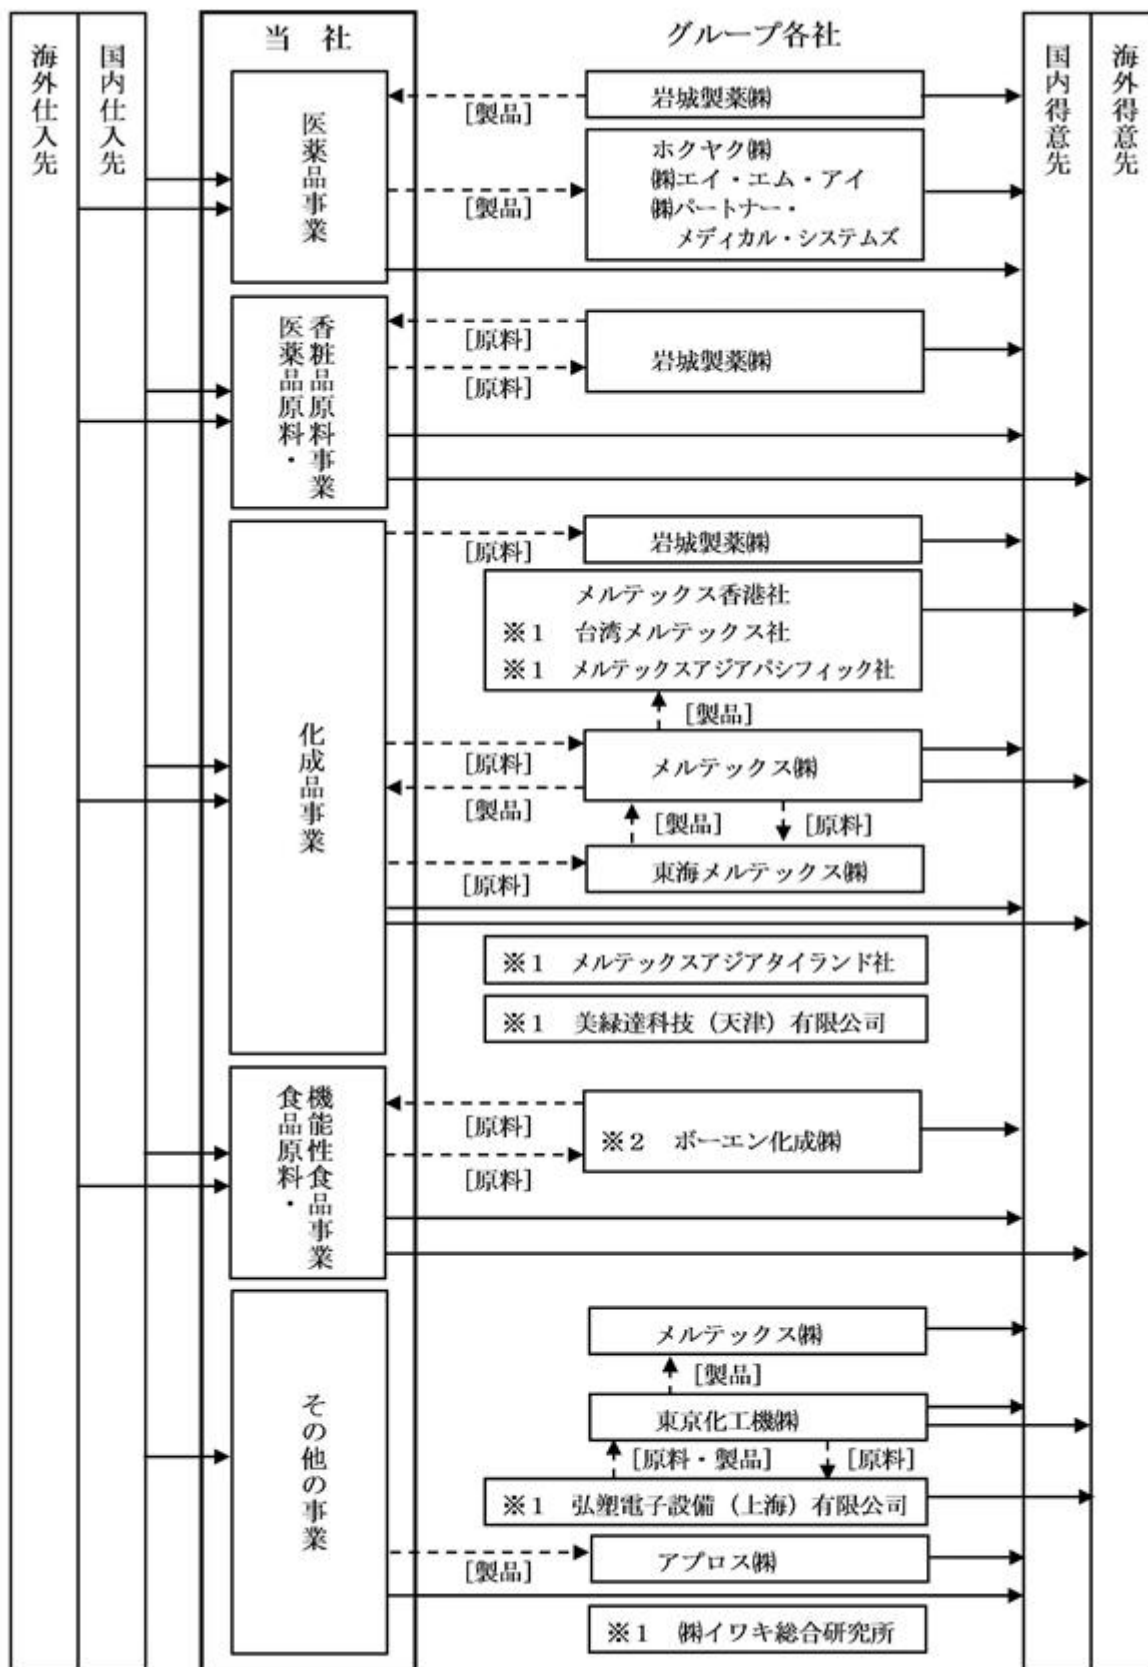 海外仕入先
国内仕入先
当　社
グループ各社
国内得意先
海外得意先
医薬品事業
[製品]
岩城製薬㈱
[製品]
ホクヤク㈱
㈱エイ・エム・アイ
㈱パートナー・
メディカル・システムズ
医薬品原料・
香粧品原料事業
[原料]
[原料]
岩城製薬㈱
化成品事業
[原料]
岩城製薬㈱
メルテックス香港社
※1　台湾メルテックス社
※1　メルテックスアジアパシフィック社
[製品]
[原料]
メルテックス㈱
[製品]
[製品]
[原料]
[原料]
東海メルテックス㈱
※1　メルテックスアジアタイランド社
※1　美緑達科技（天津）有限公司
食品原料・
機能性食品事業
[原料]
[原料]
※2　ボーエン化成㈱
その他の事業
メルテックス㈱
[製品]
東京化工機㈱
[原料・製品]
[原料]
※1　弘塑電子設備（上海）有限公司
[製品]
アプロス㈱
※1　㈱イワキ総合研究所